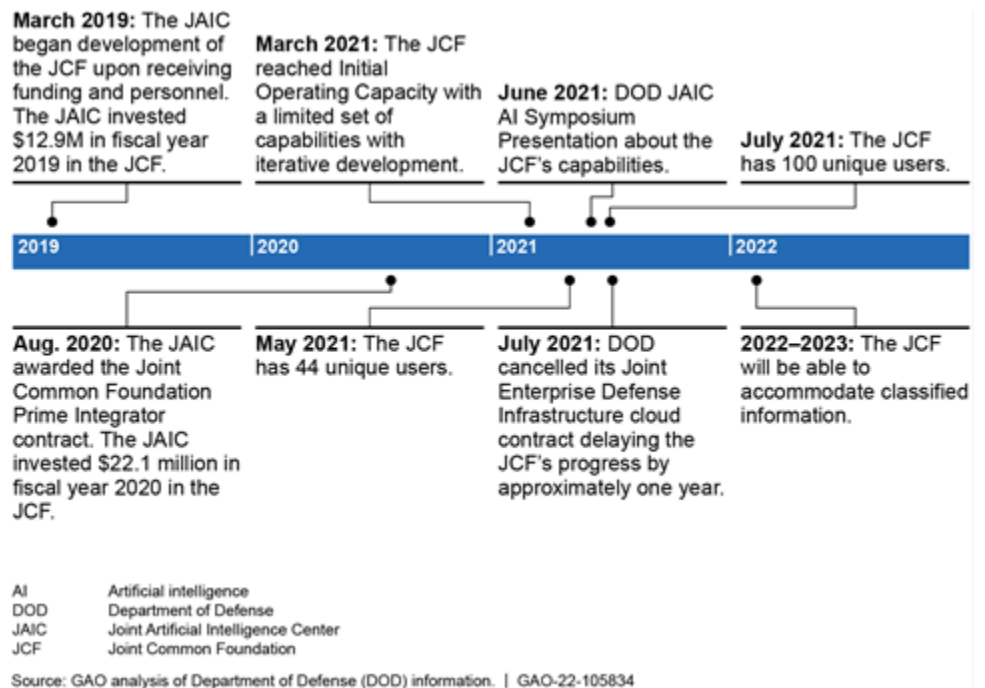 March 2019: The JAIC
began development of
the JCF upon receiving
funding and personnel.
The JAIC invested
$12.9M in fiscal year
2019 in the JCF.
March 2021: The JCF
reached Initial
Operating Capacity with
a limited set of
capabilities with
iterative development.
June 2021: DOD JAIC
AI Symposium
Presentation about the
JCF's capabilities.
July 2021: The JCF
has 100 unique users.
2019
2020
2021
2022
Aug. 2020: The JAIC
awarded the Joint
Common Foundation
Prime Integrator
contract. The JAIC
invested $22.1 million in
fiscal year 2020 in the
JCF.
May 2021: The JCF
has 44 unique users.
July 2021: DOD
cancelled its Joint
Enterprise Defense
Infrastructure cloud
contract delaying the
JCF's progress by
approximately one year.
2022–2023: The JCF
will be able to
accommodate classified
information.
AI Artificial intelligence
DOD Department of Defense
JAIC Joint Artificial Intelligence Center
JCF Joint Common Foundation
Source: GAO analysis of Department of Defense (DOD) information. | GAO-22-105834